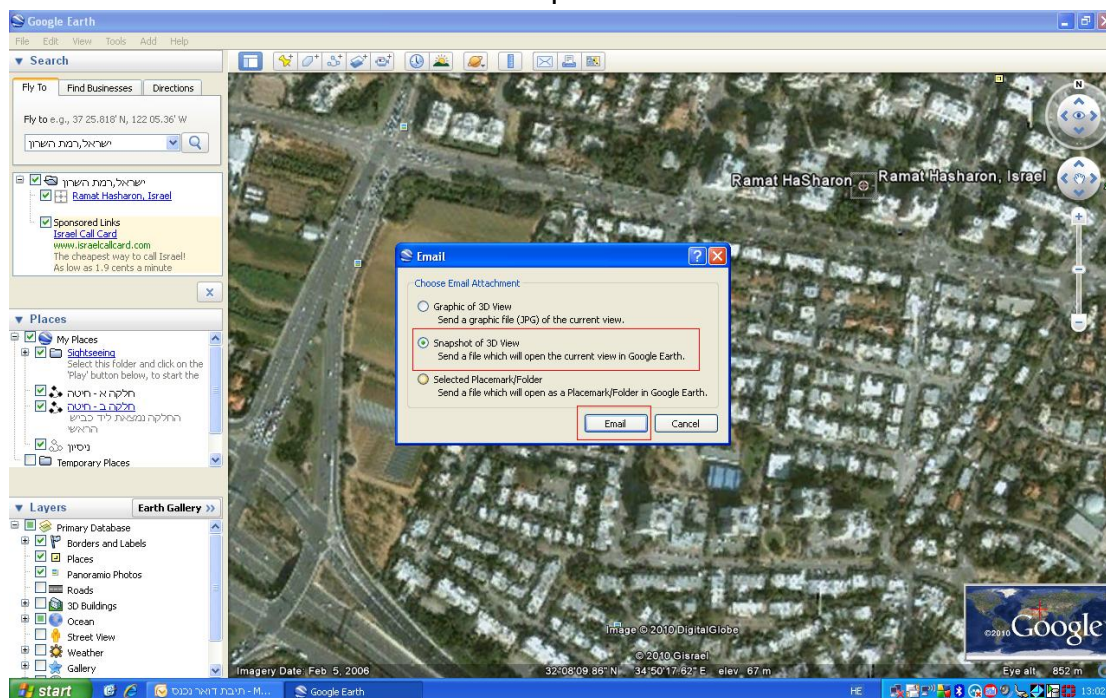 Google Earth
File Edit View Tools Add Help
Search
Fly To Find Businesses Directions
Fly to e.g., 37 25.818' N, 122 05.36' W
ישראל,רמת השרון
ישראל,רמת השרון
Ramat Hasharon, Israel
Sponsored Links
Israel Call Card
www.israelcallcard.com
The cheapest way to call Israel!
As low as 1.9 cents a minute
Places
My Places
Sightseeing
Select this folder and click on the
'Play' button below, to start the
חלקה א - חיטה
חלקה ב - חיטה
החלקה נמצאת ליד כביש
הראשי
ניסיון
Temporary Places
Layers
Earth Gallery >>
Primary Database
Borders and Labels
Places
Panoramio Photos
Roads
3D Buildings
Ocean
Street View
Weather
Gallery
N
Ramat HaSharon
Ramat Hasharon, Israel
Email
Choose Email Attachment
Graphic of 3D View
Send a graphic file (JPG) of the current view.
Snapshot of 3D View
Send a file which will open the current view in Google Earth.
Selected Placemark/Folder
Send a file which will open as a Placemark/Folder in Google Earth.
Email Cancel
Image © 2010 DigitalGlobe
© 2010 Gisrael
©2010 Google
Imagery Date: Feb 5, 2006
32°08'09.86" N 34°50'17.62" E elev 67 m
Eye alt 852 m
start
תיבת דואר נכנס - M...
Google Earth
HE
13:02